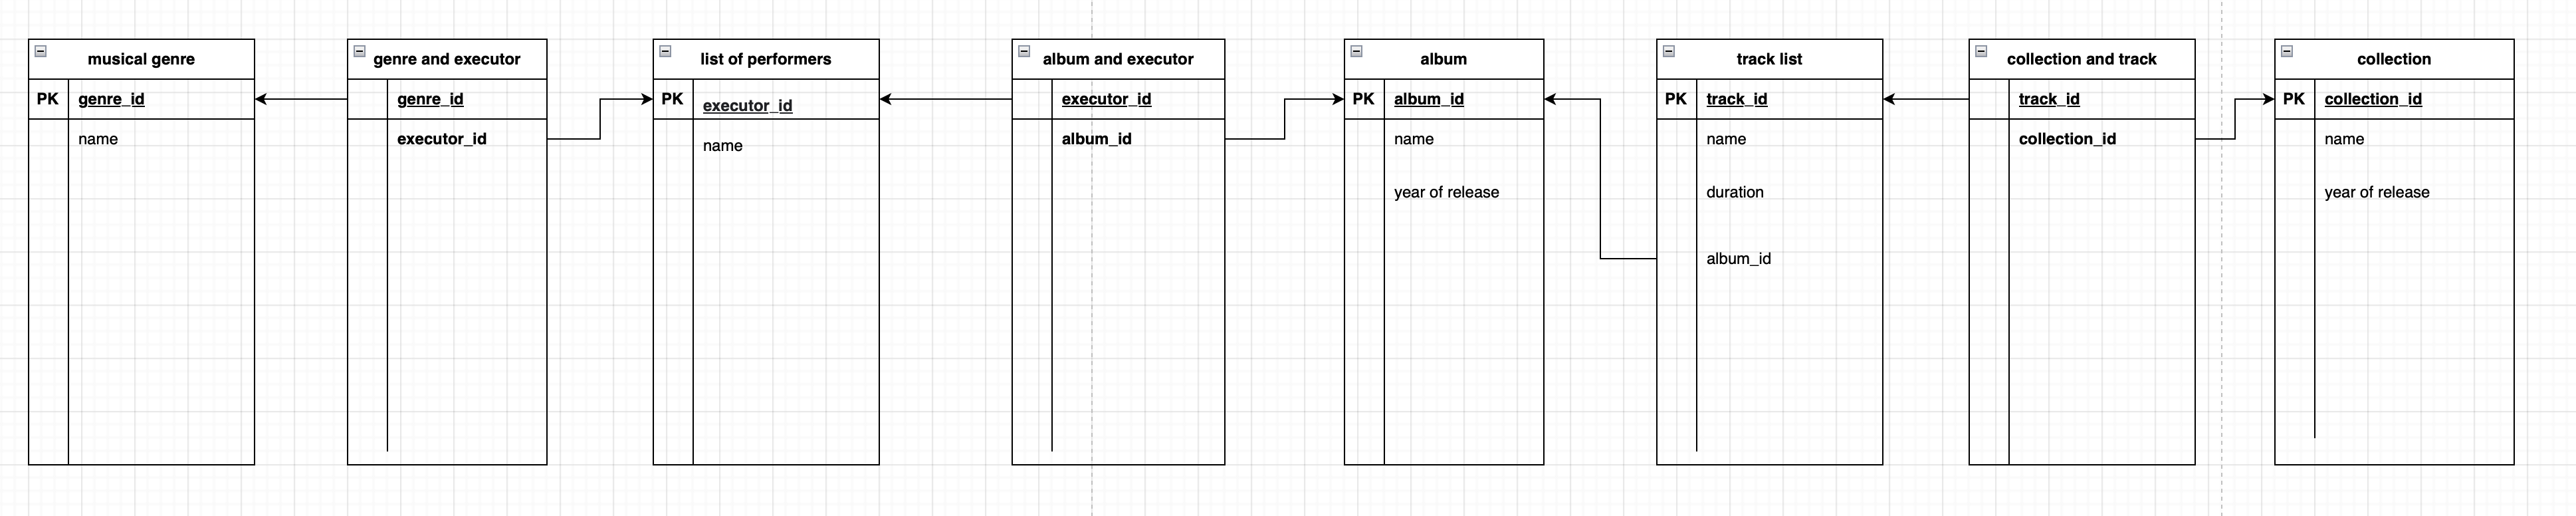 musical genre
PK genre_id
name
genre and executor
genre_id
executor_id
list of performers
PK executor_id
name
album and executor
executor_id
album_id
album
PK album_id
name
year of release
track list
PK track_id
name
duration
album_id
collection and track
track_id
collection_id
collection
PK collection_id
name
year of release